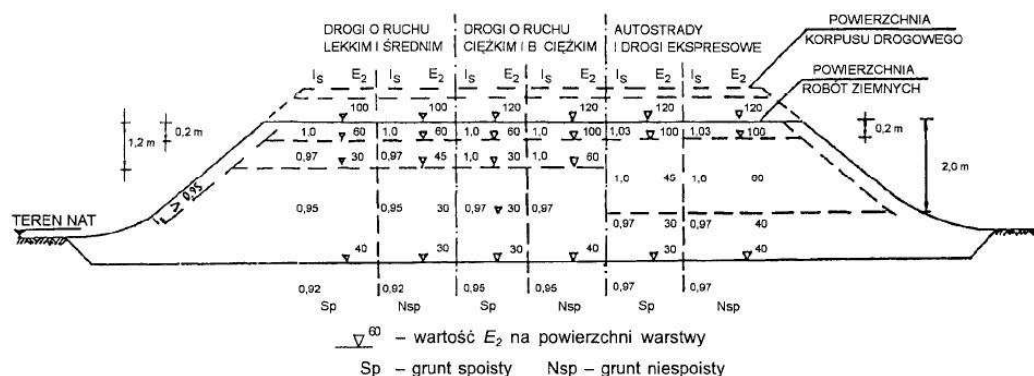 DROGI O RUCHU LEKKIM I ŚREDNIM
DROGI O RUCHU CIĘŻKIM I B CIĘŻKIM
AUTOSTRADY I DROGI EKSPRESOWE
POWIERZCHNIA KORPUSU DROGOWEGO
POWIERZCHNIA ROBÓT ZIEMNYCH
Is E2 Is E2 Is E2 Is E2 Is E2 Is E2
100 100 120 120 120 120
1,2 m 0,2 m 1,0 60 1,0 60 1,0 60 1,0 100 1,03 100 1,03 100 0,2 m
0,97 30 0,97 45 1,0 30 1,0 60
1,0 45 1,0 60 2,0 m
Is ≥ 0,95
0,95 0,95 30 0,97 30 0,97
0,97 30 0,97 40
TEREN NAT
40 30 30 40 30 40
0,92 0,92 0,95 0,95 0,97 0,97
Sp Nsp Sp Nsp Sp Nsp
60 – wartość E2 na powierzchni warstwy
Sp – grunt spoisty Nsp – grunt niespoisty